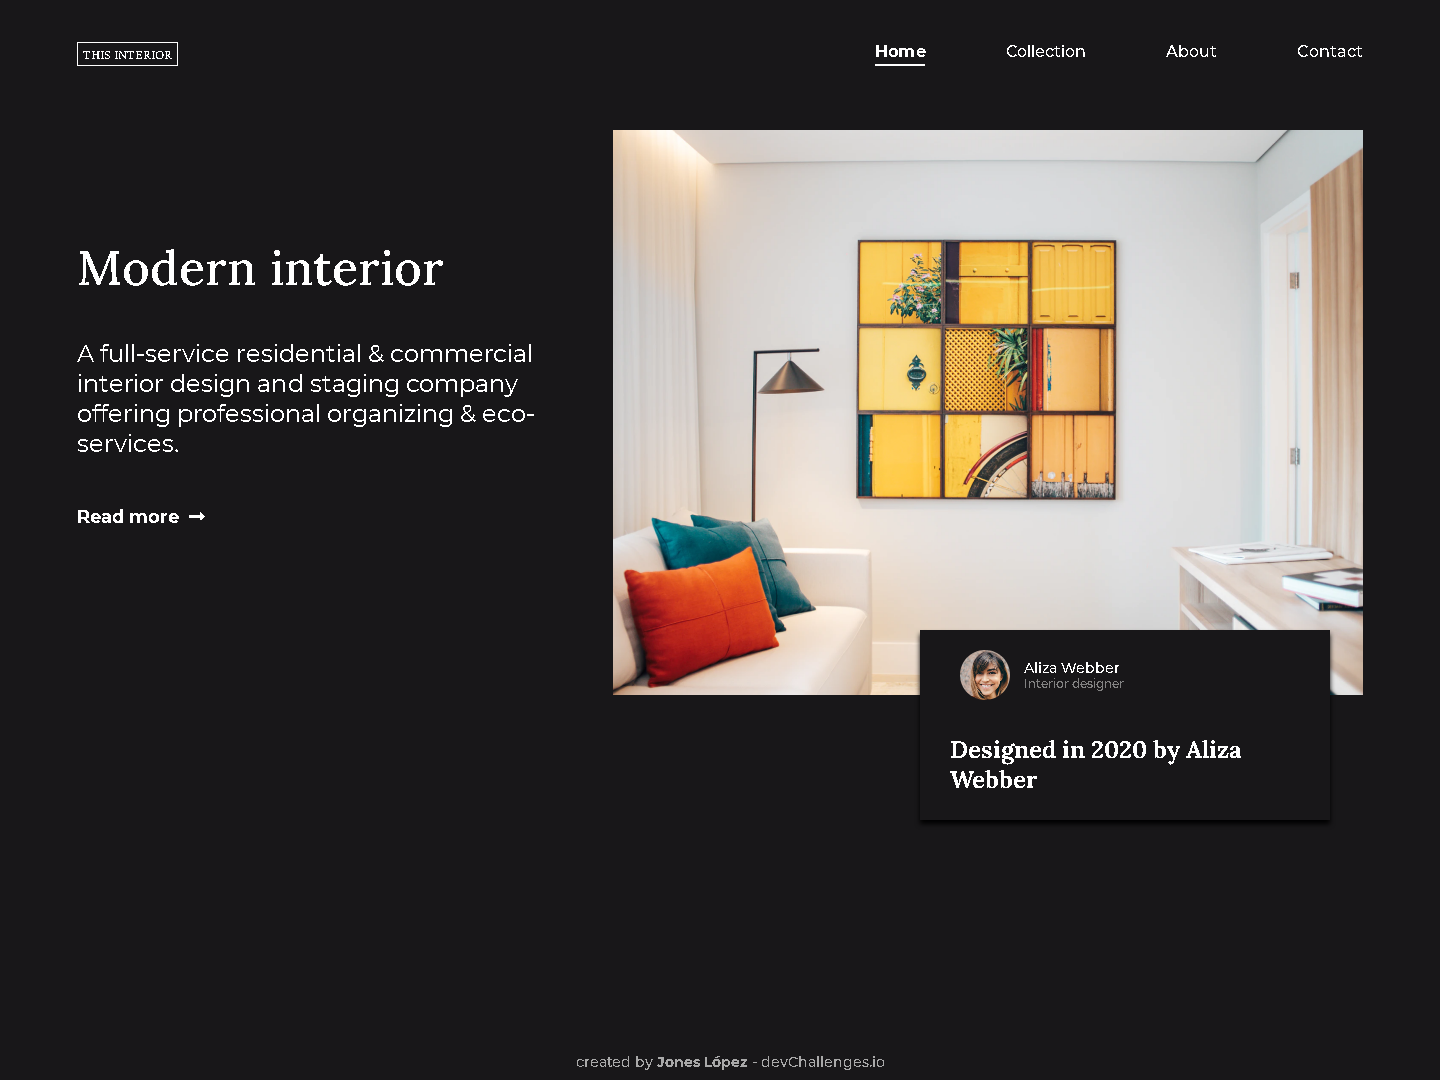 THIS INTERIOR
Home
Collection
About
Contact
Modern interior
A full-service residential & commercial
interior design and staging company
offering professional organizing & eco-
services.
Read more →
Aliza Webber
Interior designer
Designed in 2020 by Aliza
Webber
created by Jones López - devChallenges.io